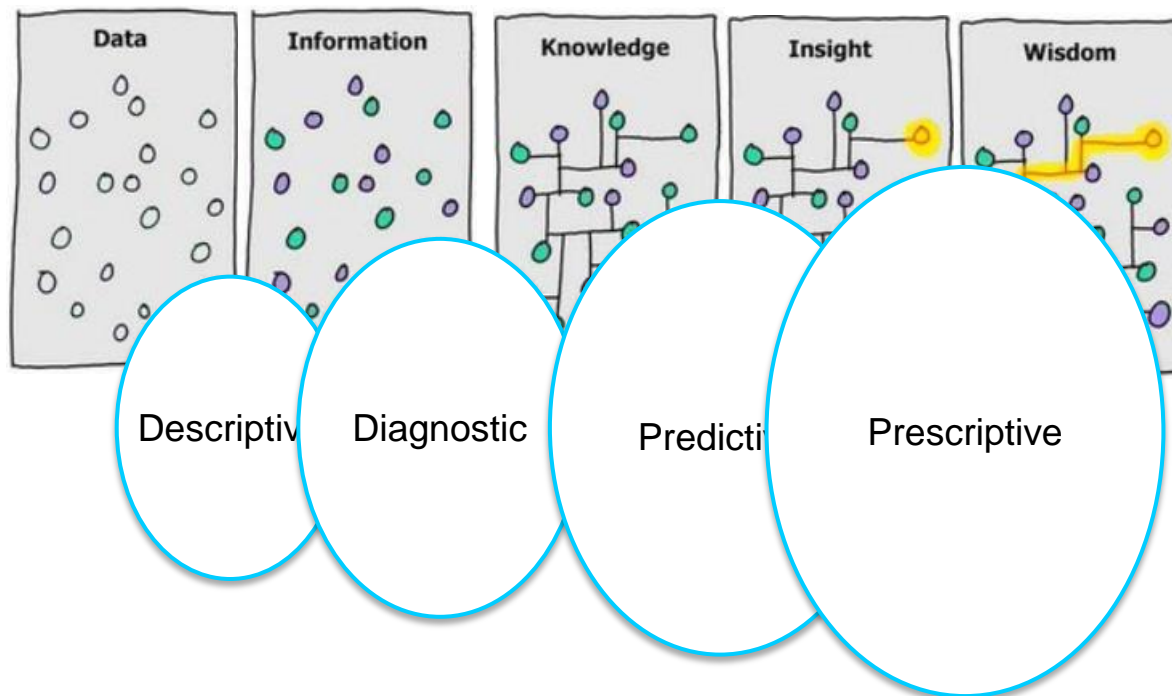 Data
Information
Knowledge
Insight
Wisdom
Descriptiv
Diagnostic
Predicti
Prescriptive